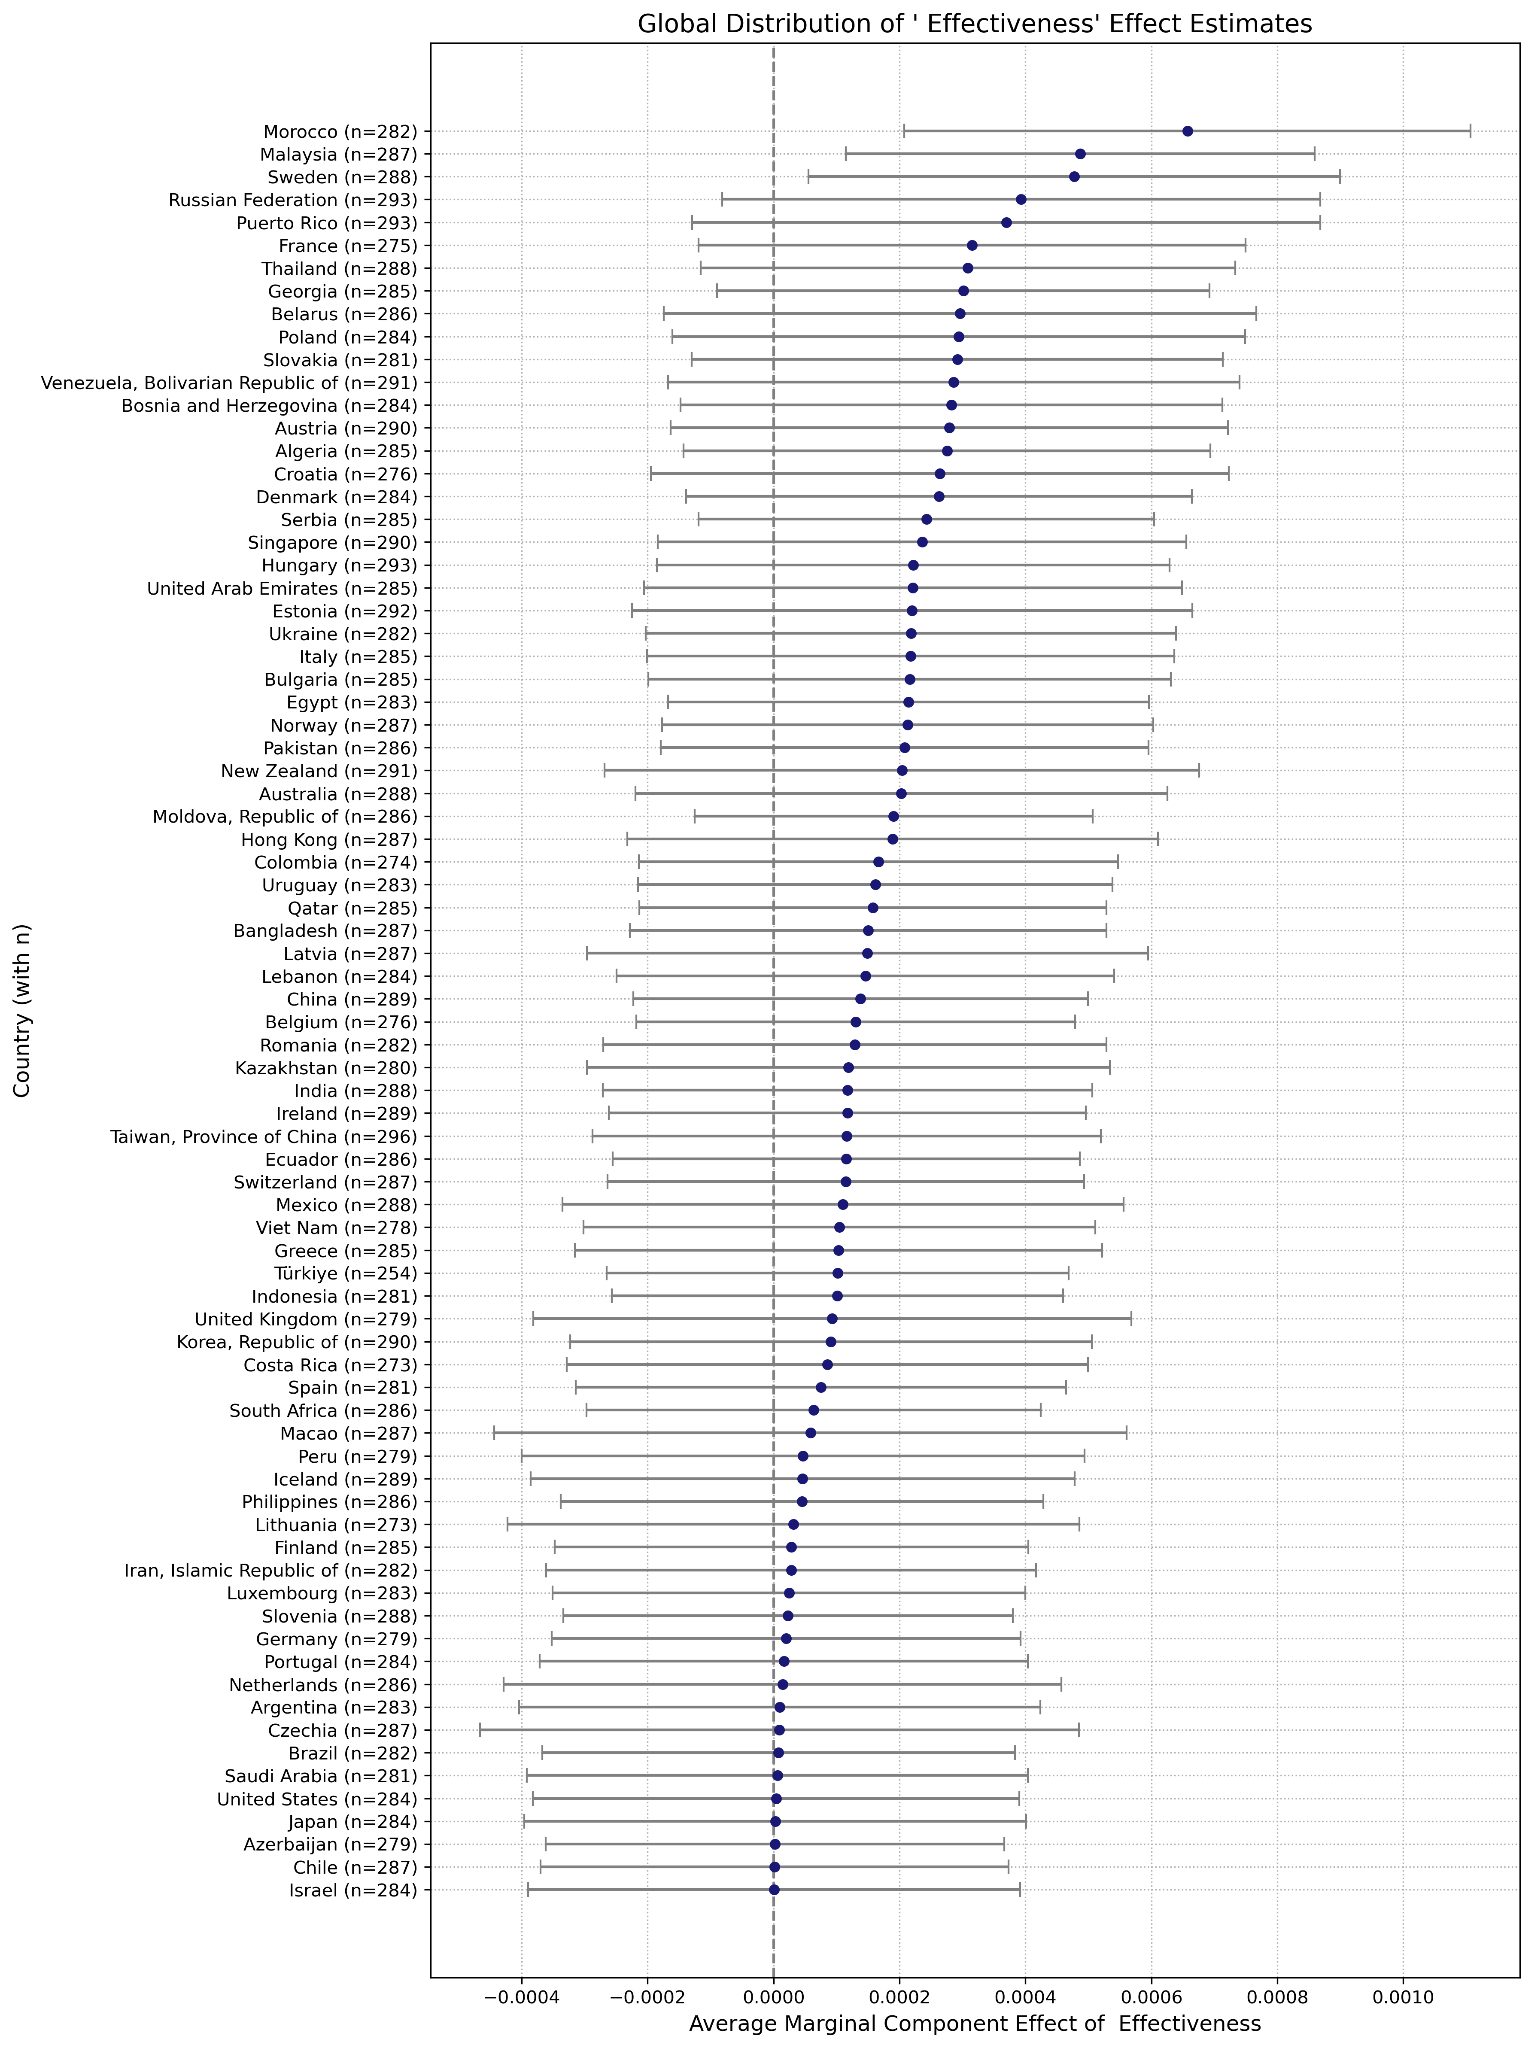 Global Distribution of ' Effectiveness' Effect Estimates
Morocco (n=282)
Malaysia (n=287)
Sweden (n=288)
Russian Federation (n=293)
Puerto Rico (n=293)
France (n=275)
Thailand (n=288)
Georgia (n=285)
Belarus (n=286)
Poland (n=284)
Slovakia (n=281)
Venezuela, Bolivarian Republic of (n=291)
Bosnia and Herzegovina (n=284)
Austria (n=290)
Algeria (n=285)
Croatia (n=276)
Denmark (n=284)
Serbia (n=285)
Singapore (n=290)
Hungary (n=293)
United Arab Emirates (n=285)
Estonia (n=292)
Ukraine (n=282)
Italy (n=285)
Bulgaria (n=285)
Egypt (n=283)
Norway (n=287)
Pakistan (n=286)
New Zealand (n=291)
Australia (n=288)
Moldova, Republic of (n=286)
Hong Kong (n=287)
Colombia (n=274)
Uruguay (n=283)
Qatar (n=285)
Bangladesh (n=287)
Latvia (n=287)
Lebanon (n=284)
China (n=289)
Belgium (n=276)
Romania (n=282)
Kazakhstan (n=280)
India (n=288)
Ireland (n=289)
Taiwan, Province of China (n=296)
Ecuador (n=286)
Switzerland (n=287)
Mexico (n=288)
Viet Nam (n=278)
Greece (n=285)
Türkiye (n=254)
Indonesia (n=281)
United Kingdom (n=279)
Korea, Republic of (n=290)
Costa Rica (n=273)
Spain (n=281)
South Africa (n=286)
Macao (n=287)
Peru (n=279)
Iceland (n=289)
Philippines (n=286)
Lithuania (n=273)
Finland (n=285)
Iran, Islamic Republic of (n=282)
Luxembourg (n=283)
Slovenia (n=288)
Germany (n=279)
Portugal (n=284)
Netherlands (n=286)
Argentina (n=283)
Czechia (n=287)
Brazil (n=282)
Saudi Arabia (n=281)
United States (n=284)
Japan (n=284)
Azerbaijan (n=279)
Chile (n=287)
Israel (n=284)
Country (with n)
−0.0004 −0.0002 0.0000 0.0002 0.0004 0.0006 0.0008 0.0010
Average Marginal Component Effect of  Effectiveness